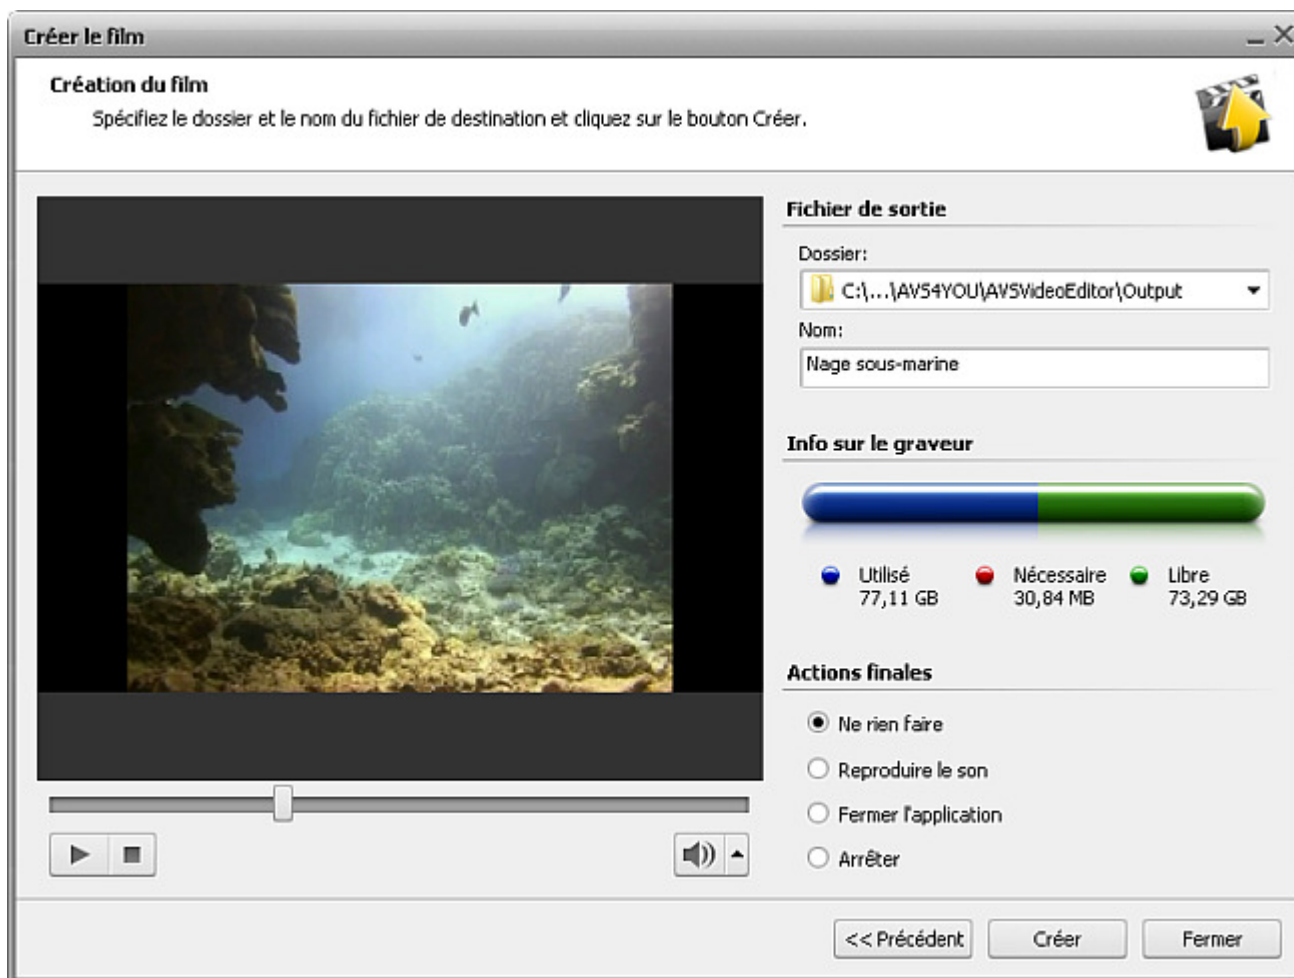 Créer le film
Création du film
Spécifiez le dossier et le nom du fichier de destination et cliquez sur le bouton Créer.
Fichier de sortie
Dossier:
C:\...\AVS4YOU\AVSVideoEditor\Output
Nom:
Nage sous-marine
Info sur le graveur
Utilisé
77,11 GB
Nécessaire
30,84 MB
Libre
73,29 GB
Actions finales
Ne rien faire
Reproduire le son
Fermer l'application
Arrêter
<< Précédent
Créer
Fermer